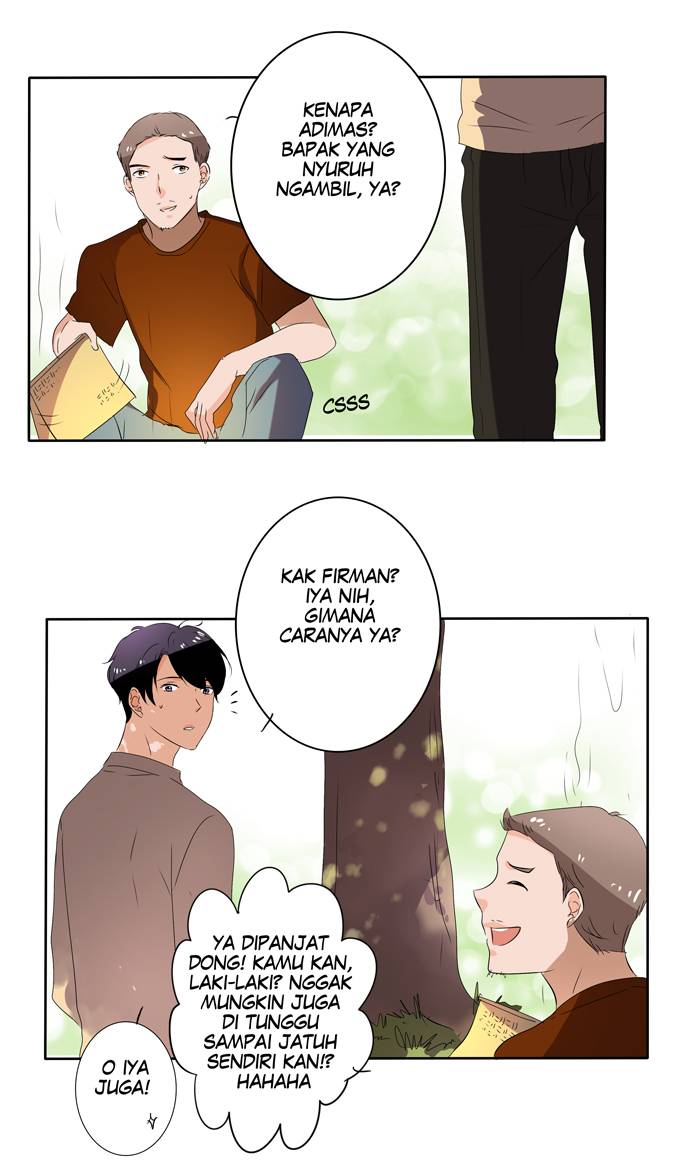 KENAPA
ADIMAS?
BAPAK YANG
NYURUH
NGAMBIL, YA?
CSSS
KAK FIRMAN?
IYA NIH,
GIMANA
CARANYA YA?
YA DIPANJAT
DONG! KAMU KAN,
LAKI-LAKI? NGGAK
MUNGKIN JUGA
DI TUNGGU
SAMPAI JATUH
SENDIRI KAN!?
HAHAHA
O IYA
JUGA!